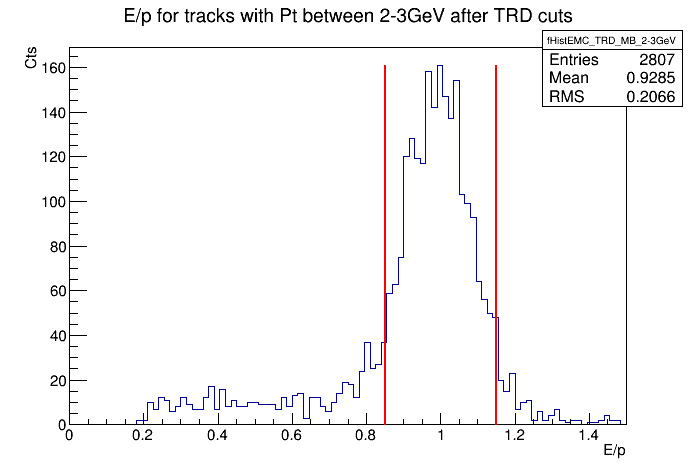 E/p for tracks with Pt between 2-3GeV after TRD cuts
fHistEMC_TRD_MB_2-3GeV
Entries 2807
Mean 0.9285
RMS 0.2066
Cts
160
140
120
100
80
60
40
20
0
0 0.2 0.4 0.6 0.8 1 1.2 1.4
E/p